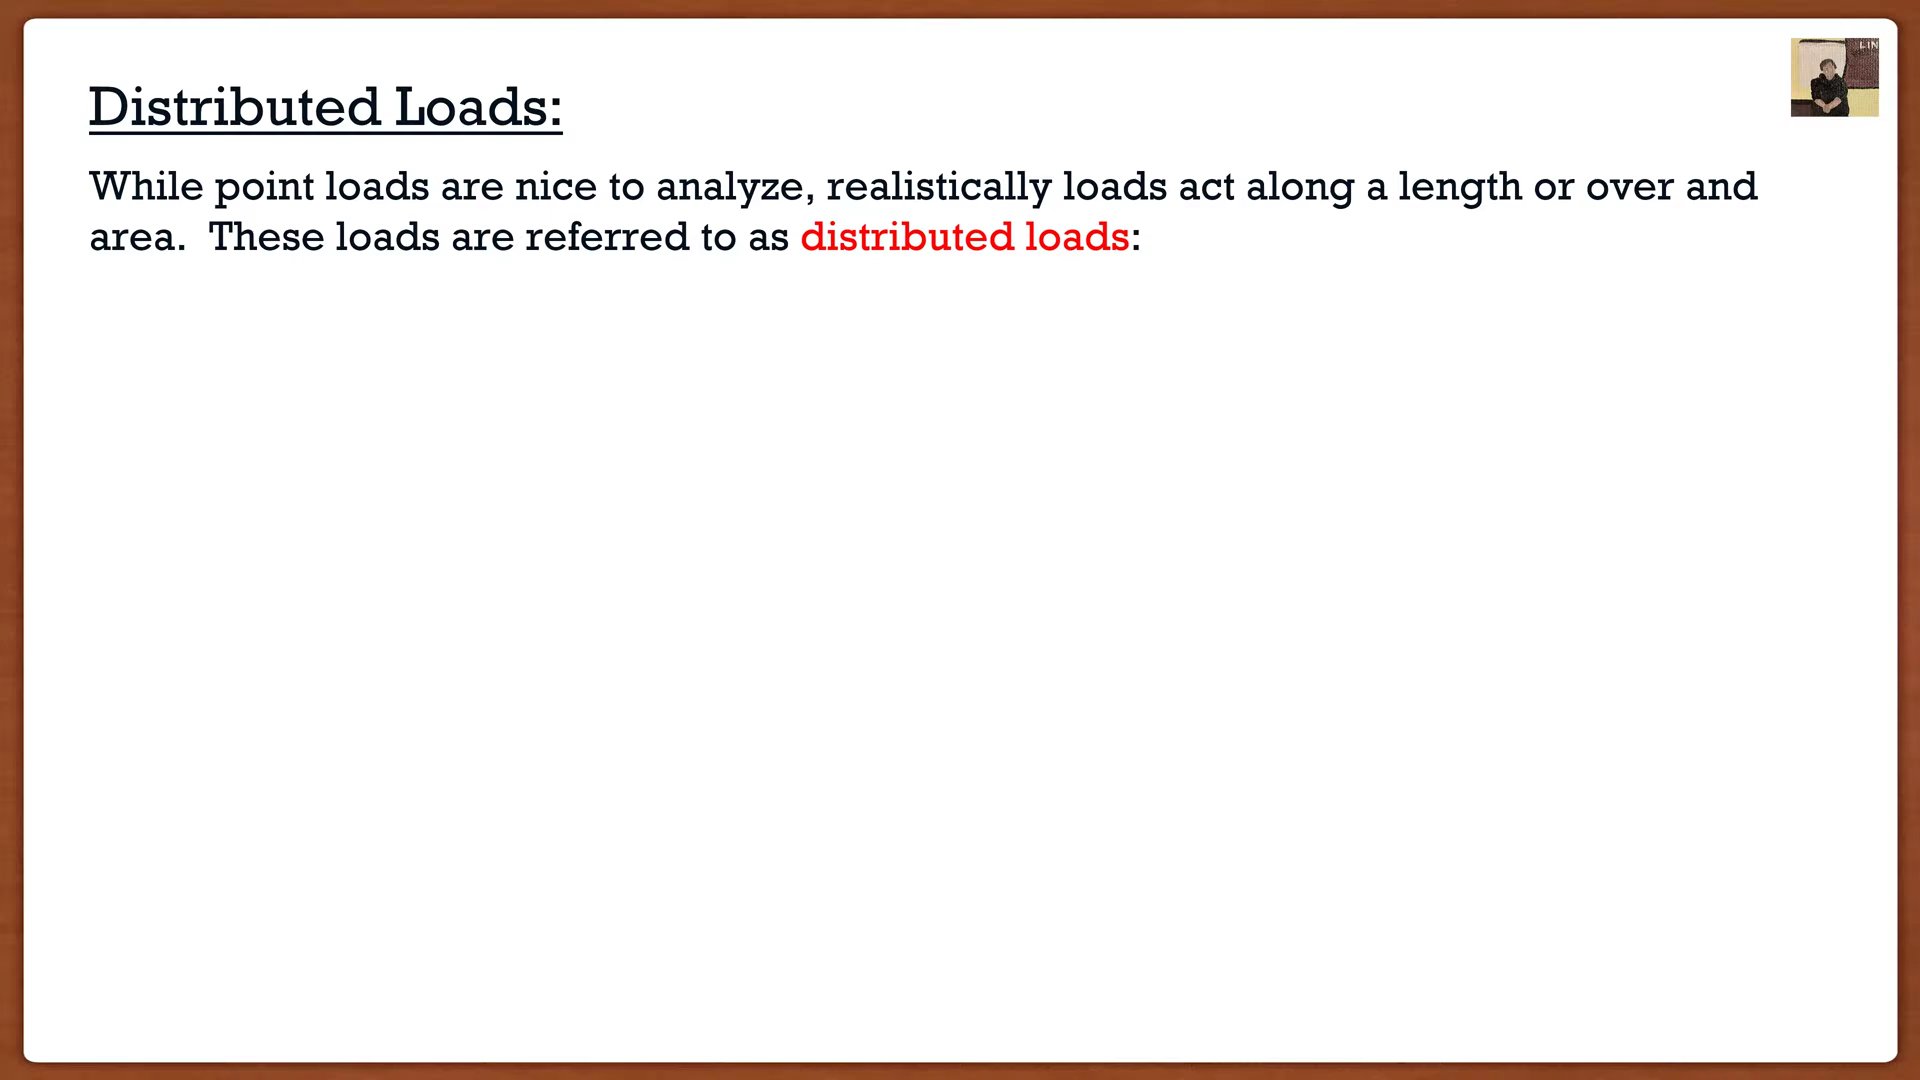 LIN
Distributed Loads:
While point loads are nice to analyze, realistically loads act along a length or over and
area.  These loads are referred to as distributed loads: